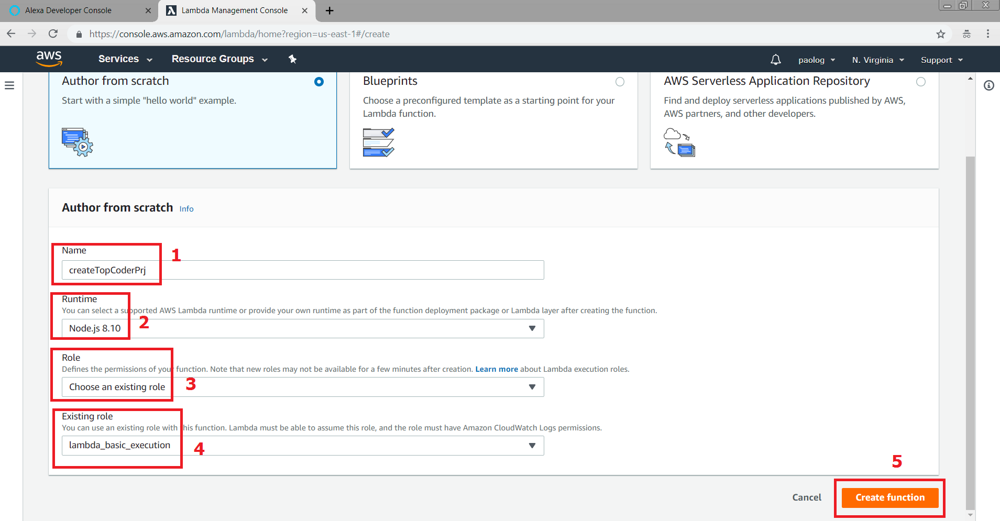 Alexa Developer Console
Lambda Management Console
https://console.aws.amazon.com/lambda/home?region=us-east-1#/create
aws
Services
Resource Groups
paolog
N. Virginia
Support
Author from scratch
Start with a simple "hello world" example.
Blueprints
Choose a preconfigured template as a starting point for your
Lambda function.
AWS Serverless Application Repository
Find and deploy serverless applications published by AWS,
AWS partners, and other developers.
Author from scratch Info
Name
1
createTopCoderPrj
Runtime
You can select a supported AWS Lambda runtime or provide your own runtime as part of the function deployment package or Lambda layer after creating the function.
2
Node.js 8.10
Role
Defines the permissions of your function. Note that new roles may not be available for a few minutes after creation. Learn more about Lambda execution roles.
3
Choose an existing role
Existing role
You can use an existing role with this function. Lambda must be able to assume this role, and the role must have Amazon CloudWatch Logs permissions.
lambda_basic_execution
4
5
Cancel
Create function